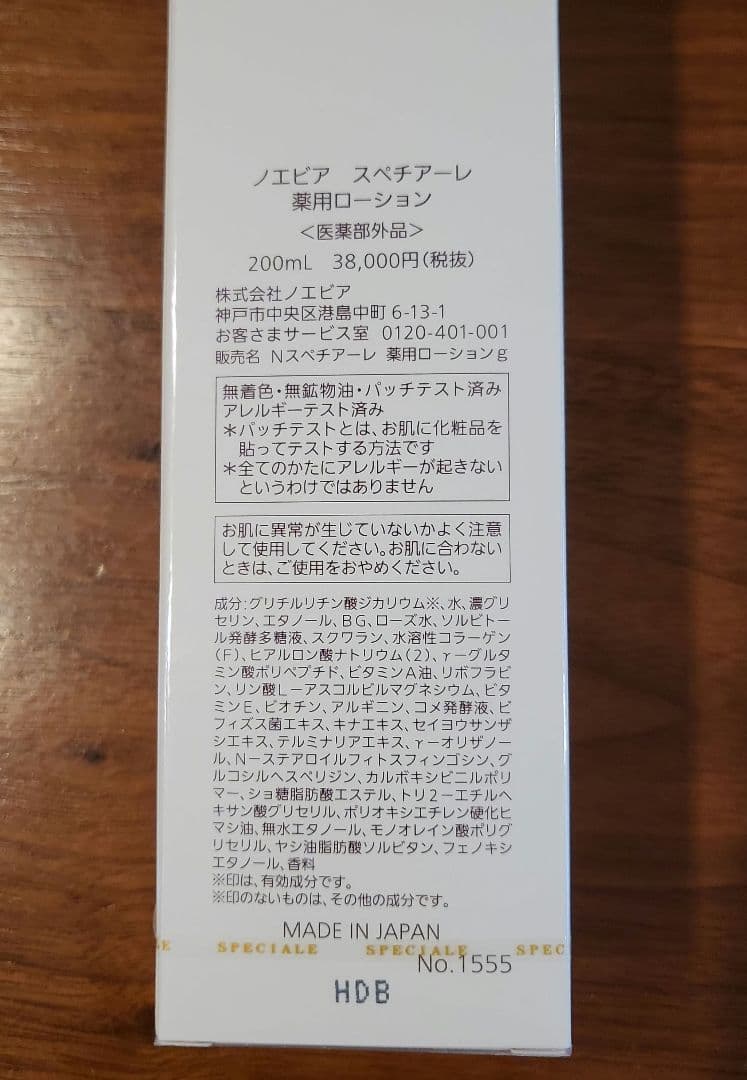 ノエビア　スペチアーレ
薬用ローション
＜医薬部外品＞
200mL　38,000円（税抜）
株式会社ノエビア
神戸市中央区港島中町 6-13-1
お客さまサービス室　0120-401-001
販売名　Nスペチアーレ　薬用ローションg
無着色・無鉱物油・パッチテスト済み
アレルギーテスト済み
＊パッチテストとは、お肌に化粧品を
貼ってテストする方法です
＊全てのかたにアレルギーが起きない
というわけではありません
お肌に異常が生じていないかよく注意
して使用してください。お肌に合わない
ときは、ご使用をおやめください。
成分：グリチルリチン酸ジカリウム※、水、濃グリ
セリン、エタノール、BG、ローズ水、ソルビトー
ル発酵多糖液、スクワラン、水溶性コラーゲン
（F）、ヒアルロン酸ナトリウム（2）、γーグルタ
ミン酸ポリペプチド、ビタミンA油、リボフラビ
ン、リン酸Lーアスコルビルマグネシウム、ビタ
ミンE、ビオチン、アルギニン、コメ発酵液、ビ
フィズス菌エキス、キナエキス、セイヨウサンザ
シエキス、テルミナリアエキス、γーオリザノー
ル、Nーステアロイルフィトスフィンゴシン、グ
ルコシルヘスペリジン、カルボキシビニルポリ
マー、ショ糖脂肪酸エステル、トリ2ーエチルヘ
キサン酸グリセリル、ポリオキシエチレン硬化ヒ
マシ油、無水エタノール、モノオレイン酸ポリグ
リセリル、ヤシ油脂肪酸ソルビタン、フェノキシ
エタノール、香料
※印は、有効成分です。
※印のないものは、その他の成分です。
MADE IN JAPAN
LE SPECIALE SPECIALE SPEC
No.1555
HDB